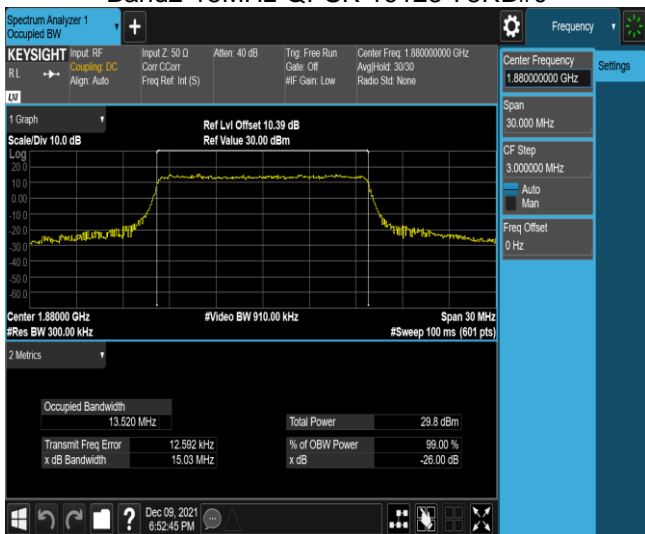 Spectrum Analyzer 1
Occupied BW
Frequency
KEYSIGHT
RL
Input: RF
Coupling: DC
Align: Auto
Input Z: 50 Ω
Corr CCorr
Freq Ref: Int (S)
Atten: 40 dB
Trig: Free Run
Gate: Off
#IF Gain: Low
Center Freq: 1.880000000 GHz
Avg|Hold: 30/30
Radio Std: None
Center Frequency
1.880000000 GHz
Settings
Span
30.000 MHz
CF Step
3.000000 MHz
Auto
Man
Freq Offset
0 Hz
1 Graph
Scale/Div 10.0 dB
Ref Lvl Offset 10.39 dB
Ref Value 30.00 dBm
Log
20.0
10.0
0.00
-10.0
-20.0
-30.0
-40.0
-50.0
-60.0
Center 1.88000 GHz
#Res BW 300.00 kHz
#Video BW 910.00 kHz
Span 30 MHz
#Sweep 100 ms (601 pts)
2 Metrics
Occupied Bandwidth
13.520 MHz
Total Power 29.8 dBm
Transmit Freq Error 12.592 kHz
% of OBW Power 99.00 %
x dB Bandwidth 15.03 MHz
x dB -26.00 dB
?
Dec 09, 2021
6:52:45 PM